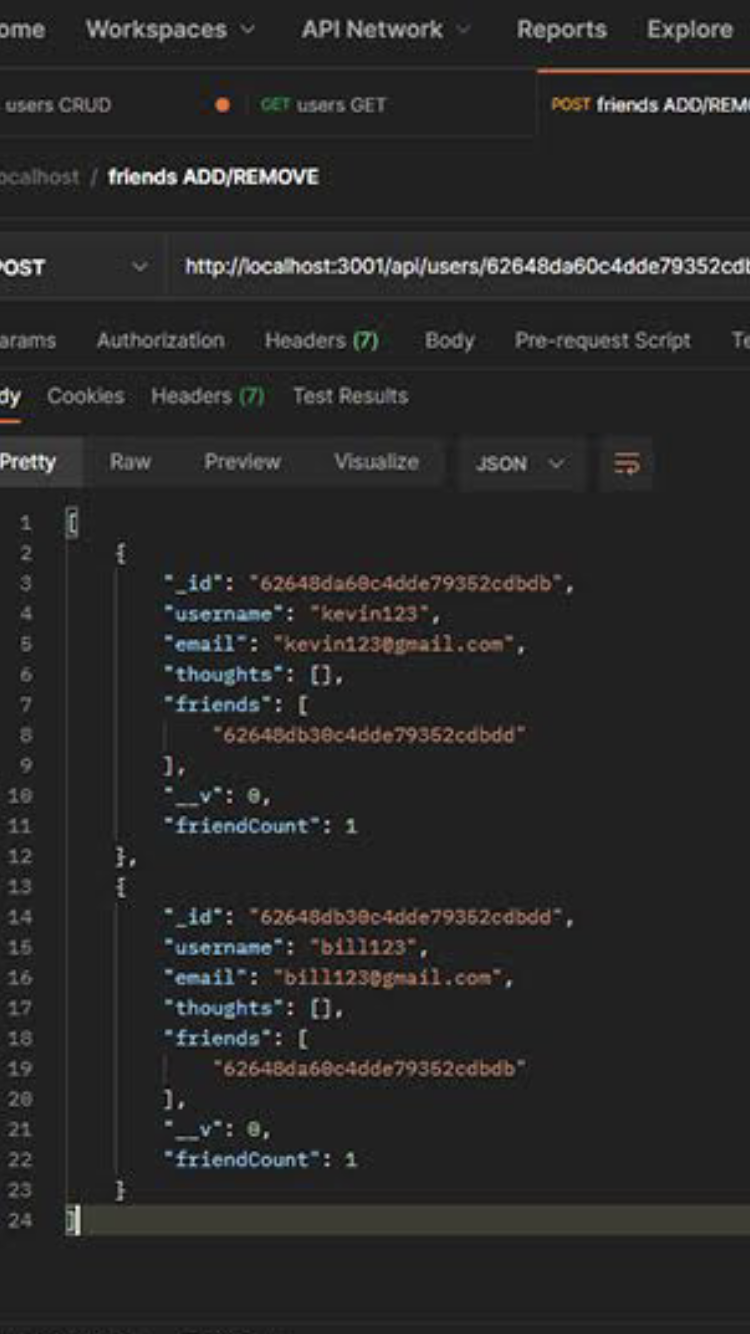 ome Workspaces API Network Reports Explore
users CRUD GET users GET POST friends ADD/REM
ocalhost / friends ADD/REMOVE
POST http://localhost:3001/api/users/62648da60c4dde79352cdb
arams Authorization Headers (7) Body Pre-request Script Te
dy Cookies Headers (7) Test Results
Pretty Raw Preview Visualize JSON
1 [
2 {
3 "_id": "62648da60c4dde79352cdbdb",
4 "username": "kevin123",
5 "email": "kevin123@gmail.com",
6 "thoughts": [],
7 "friends": [
8 "62648db30c4dde79352cdbdd"
9 ],
10 "__v": 0,
11 "friendCount": 1
12 },
13 {
14 "_id": "62648db30c4dde79352cdbdd",
15 "username": "bill123",
16 "email": "bill123@gmail.com",
17 "thoughts": [],
18 "friends": [
19 "62648da60c4dde79352cdbdb"
20 ],
21 "__v": 0,
22 "friendCount": 1
23 }
24 ]